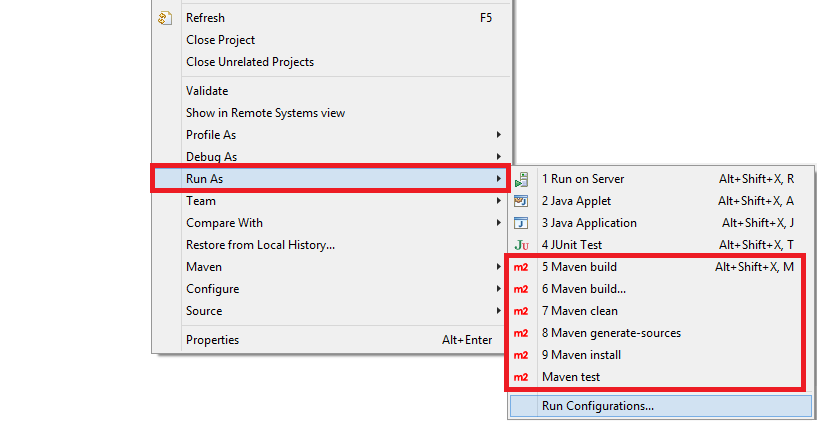 Refresh F5
Close Project
Close Unrelated Projects
Validate
Show in Remote Systems view
Profile As
Debug As
Run As
Team
Compare With
Restore from Local History...
Maven
Configure
Source
Properties Alt+Enter
1 Run on Server Alt+Shift+X, R
2 Java Applet Alt+Shift+X, A
J 3 Java Application Alt+Shift+X, J
JU 4 JUnit Test Alt+Shift+X, T
m2 5 Maven build Alt+Shift+X, M
m2 6 Maven build...
m2 7 Maven clean
m2 8 Maven generate-sources
m2 9 Maven install
m2 Maven test
Run Configurations...